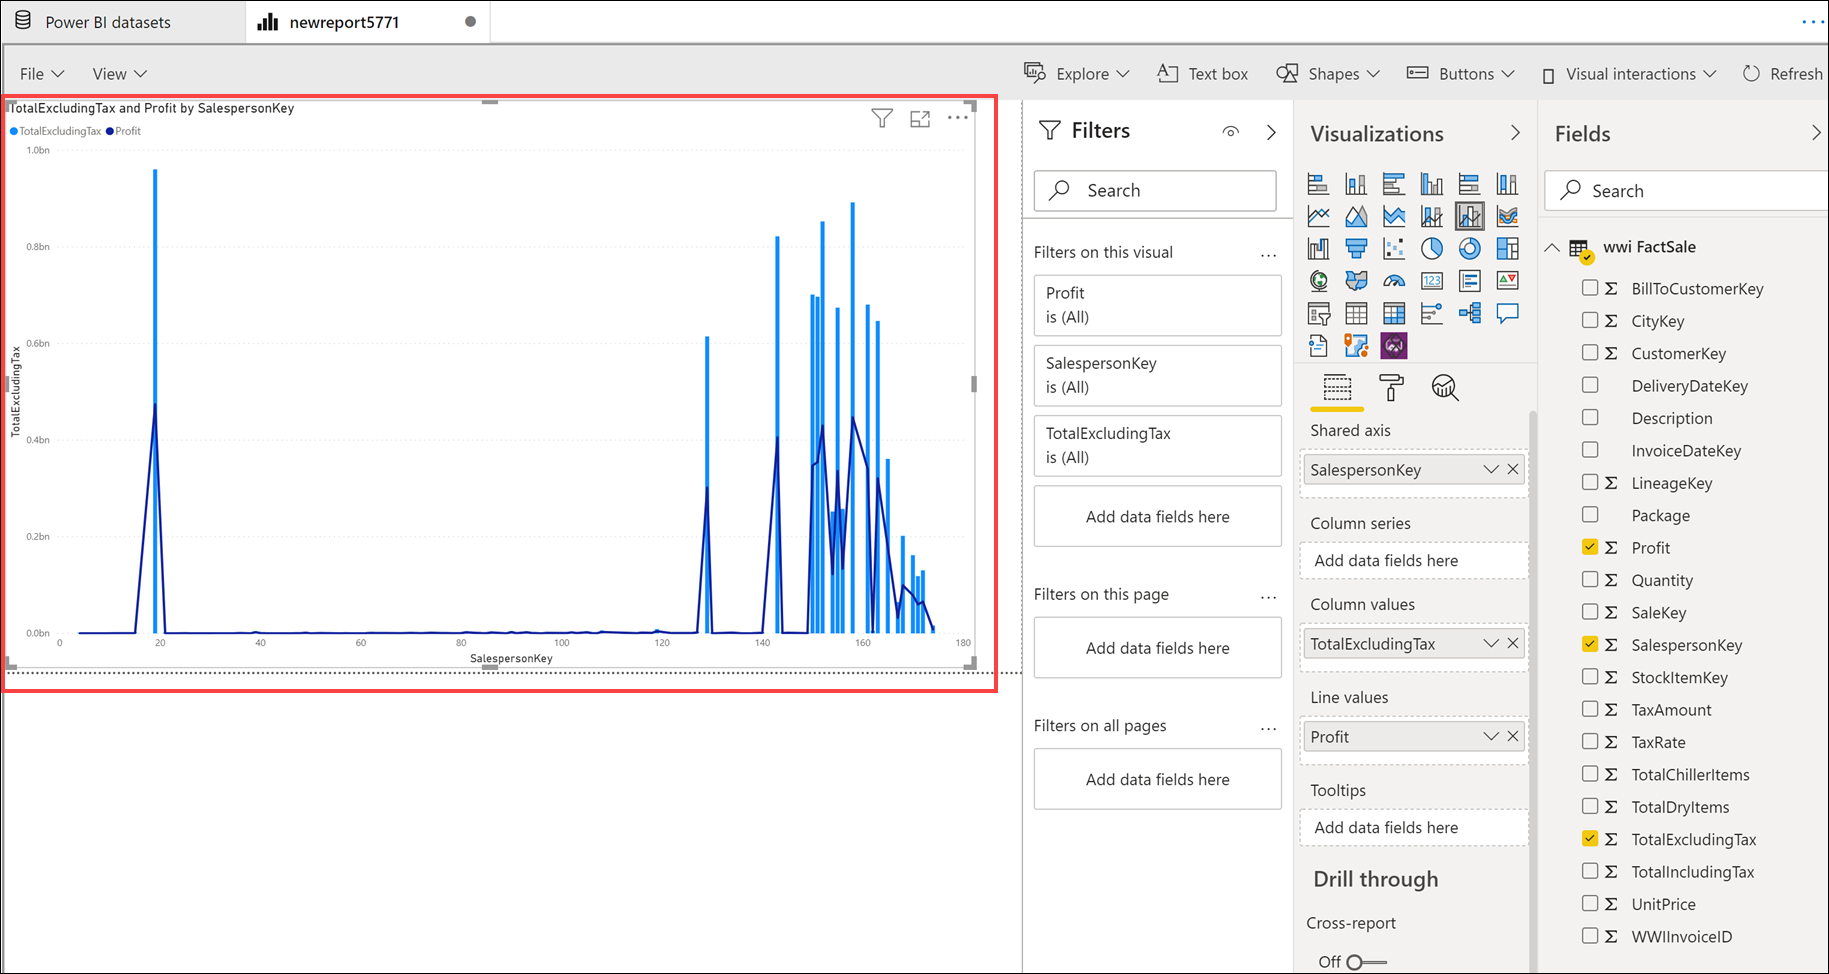 Power BI datasets
newreport5771
File
View
Explore
Text box
Shapes
Buttons
Visual interactions
Refresh
TotalExcludingTax and Profit by SalespersonKey
TotalExcludingTax
Profit
1.0bn
0.8bn
0.6bn
0.4bn
0.2bn
0.0bn
TotalExcludingTax
0
20
40
60
80
100
120
140
160
180
SalespersonKey
Filters
Search
Filters on this visual
Profit
is (All)
SalespersonKey
is (All)
TotalExcludingTax
is (All)
Add data fields here
Filters on this page
Add data fields here
Filters on all pages
Add data fields here
Visualizations
123
Shared axis
SalespersonKey
Column series
Add data fields here
Column values
TotalExcludingTax
Line values
Profit
Tooltips
Add data fields here
Drill through
Cross-report
Off
Fields
Search
wwi FactSale
BillToCustomerKey
CityKey
CustomerKey
DeliveryDateKey
Description
InvoiceDateKey
LineageKey
Package
Profit
Quantity
SaleKey
SalespersonKey
StockItemKey
TaxAmount
TaxRate
TotalChillerItems
TotalDryItems
TotalExcludingTax
TotalIncludingTax
UnitPrice
WWIInvoiceID